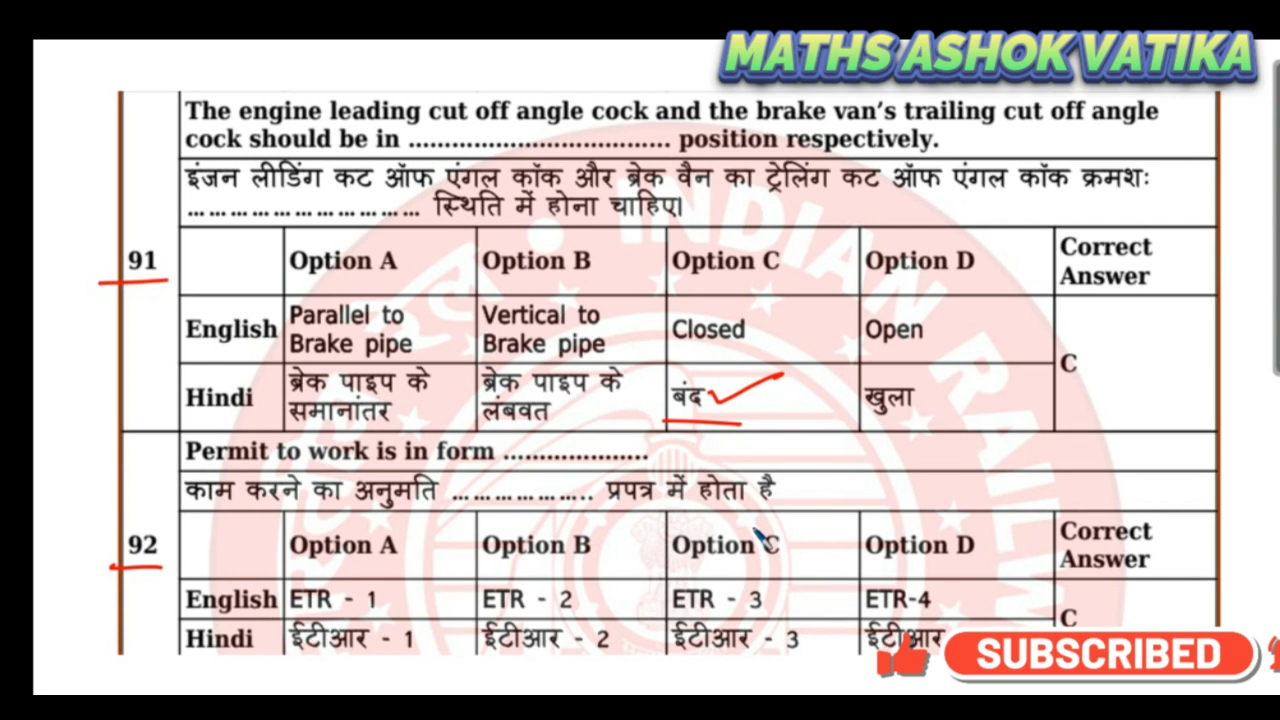 MATHS ASHOK VATIKA
The engine leading cut off angle cock and the brake van's trailing cut off angle
cock should be in ..................................... position respectively.
इंजन लीडिंग कट ऑफ एंगल कॉक और ब्रेक वैन का ट्रेलिंग कट ऑफ एंगल कॉक क्रमशः
................................. स्थिति में होना चाहिए।
91
Option A Option B Option C Option D Correct Answer
English Parallel to Brake pipe Vertical to Brake pipe Closed Open
C
Hindi ब्रेक पाइप के समानांतर ब्रेक पाइप के लंबवत बंद खुला
Permit to work is in form .....................
काम करने का अनुमति .................... प्रपत्र में होता है
92
Option A Option B Option C Option D Correct Answer
English ETR - 1 ETR - 2 ETR - 3 ETR-4
C
Hindi ईटीआर - 1 ईटीआर - 2 ईटीआर - 3 ईटीआर
SUBSCRIBED
INDIAN RAILW